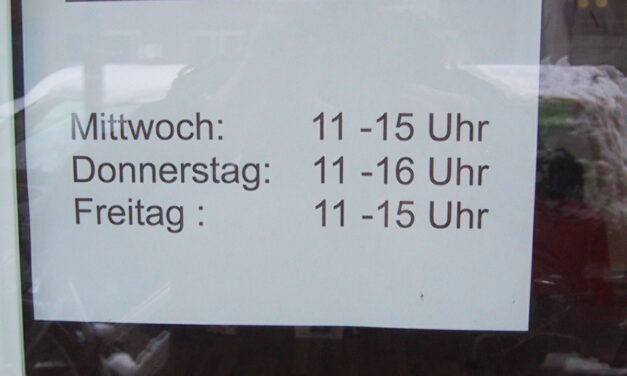 Mittwoch: 11 -15 Uhr
Donnerstag: 11 -16 Uhr
Freitag : 11 -15 Uhr